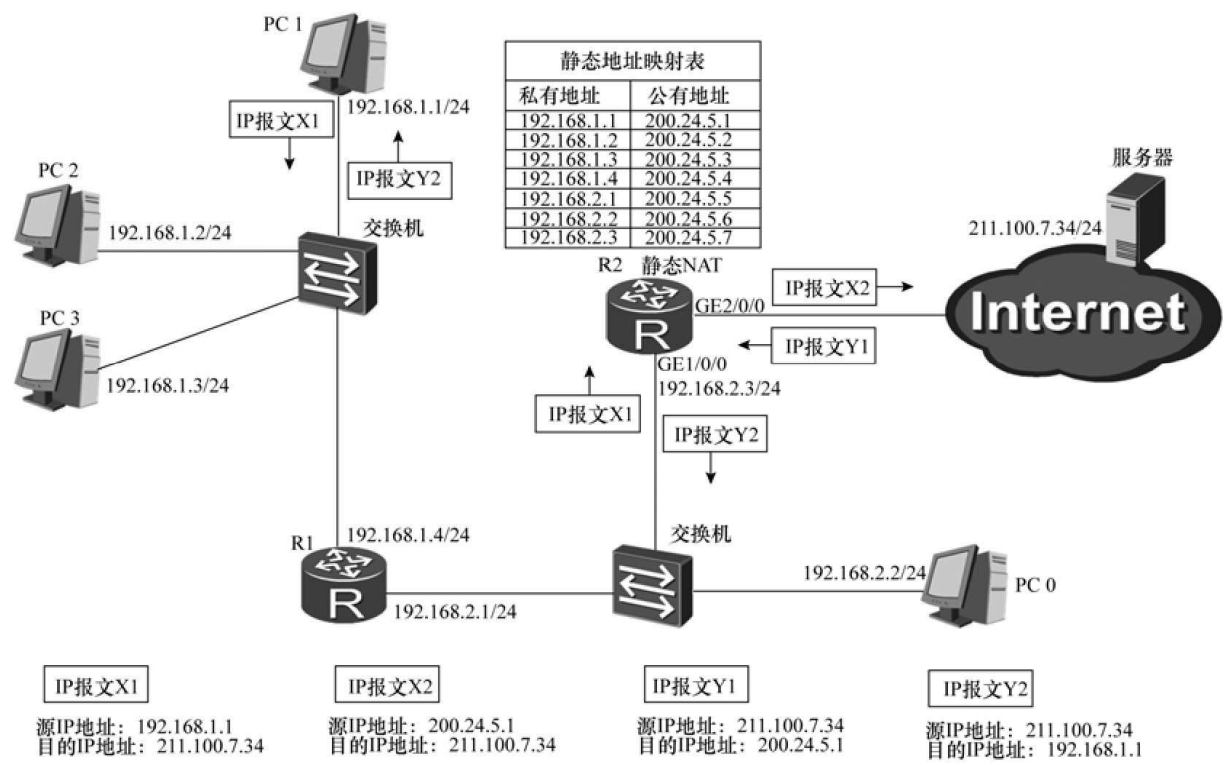 PC 1
192.168.1.1/24
IP报文X1
IP报文Y2
PC 2
192.168.1.2/24
交换机
PC 3
192.168.1.3/24
静态地址映射表
私有地址 公有地址
192.168.1.1 200.24.5.1
192.168.1.2 200.24.5.2
192.168.1.3 200.24.5.3
192.168.1.4 200.24.5.4
192.168.2.1 200.24.5.5
192.168.2.2 200.24.5.6
192.168.2.3 200.24.5.7
R2 静态NAT
服务器
211.100.7.34/24
Internet
IP报文X2
GE2/0/0
IP报文Y1
R
GE1/0/0
192.168.2.3/24
IP报文X1
IP报文Y2
192.168.1.4/24
R1
R
192.168.2.1/24
交换机
192.168.2.2/24
PC 0
IP报文X1
源IP地址：192.168.1.1
目的IP地址：211.100.7.34
IP报文X2
源IP地址：200.24.5.1
目的IP地址：211.100.7.34
IP报文Y1
源IP地址：211.100.7.34
目的IP地址：200.24.5.1
IP报文Y2
源IP地址：211.100.7.34
目的IP地址：192.168.1.1